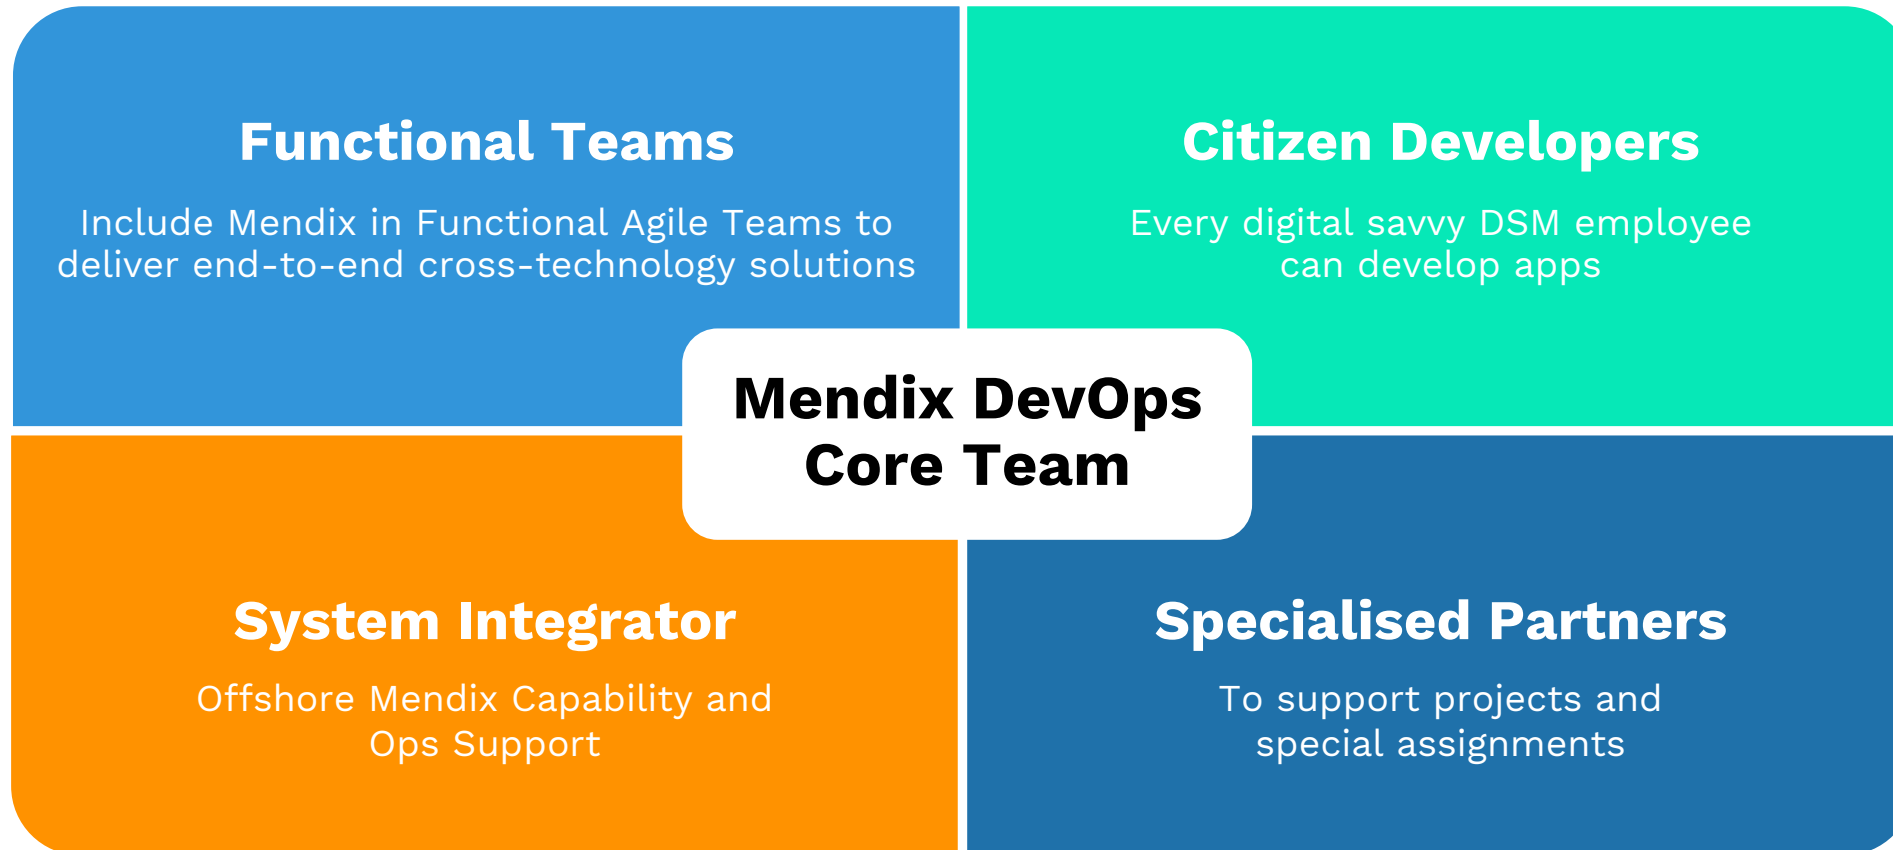 Functional Teams
Include Mendix in Functional Agile Teams to
deliver end-to-end cross-technology solutions
Citizen Developers
Every digital savvy DSM employee
can develop apps
Mendix DevOps
Core Team
System Integrator
Offshore Mendix Capability and
Ops Support
Specialised Partners
To support projects and
special assignments